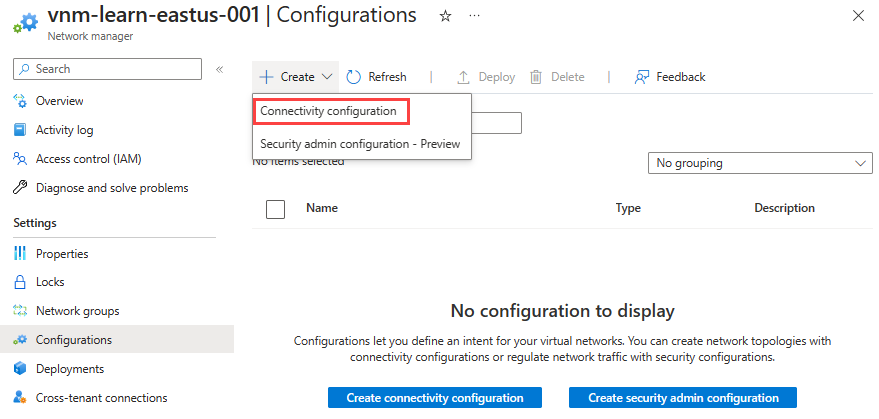 vnm-learn-eastus-001 | Configurations
Network manager
Search
Overview
Activity log
Access control (IAM)
Diagnose and solve problems
Settings
Properties
Locks
Network groups
Configurations
Deployments
Cross-tenant connections
Create
Refresh
Deploy
Delete
Feedback
Connectivity configuration
Security admin configuration - Preview
No items selected
No grouping
Name
Type
Description
No configuration to display
Configurations let you define an intent for your virtual networks. You can create network topologies with
connectivity configurations or regulate network traffic with security configurations.
Create connectivity configuration
Create security admin configuration